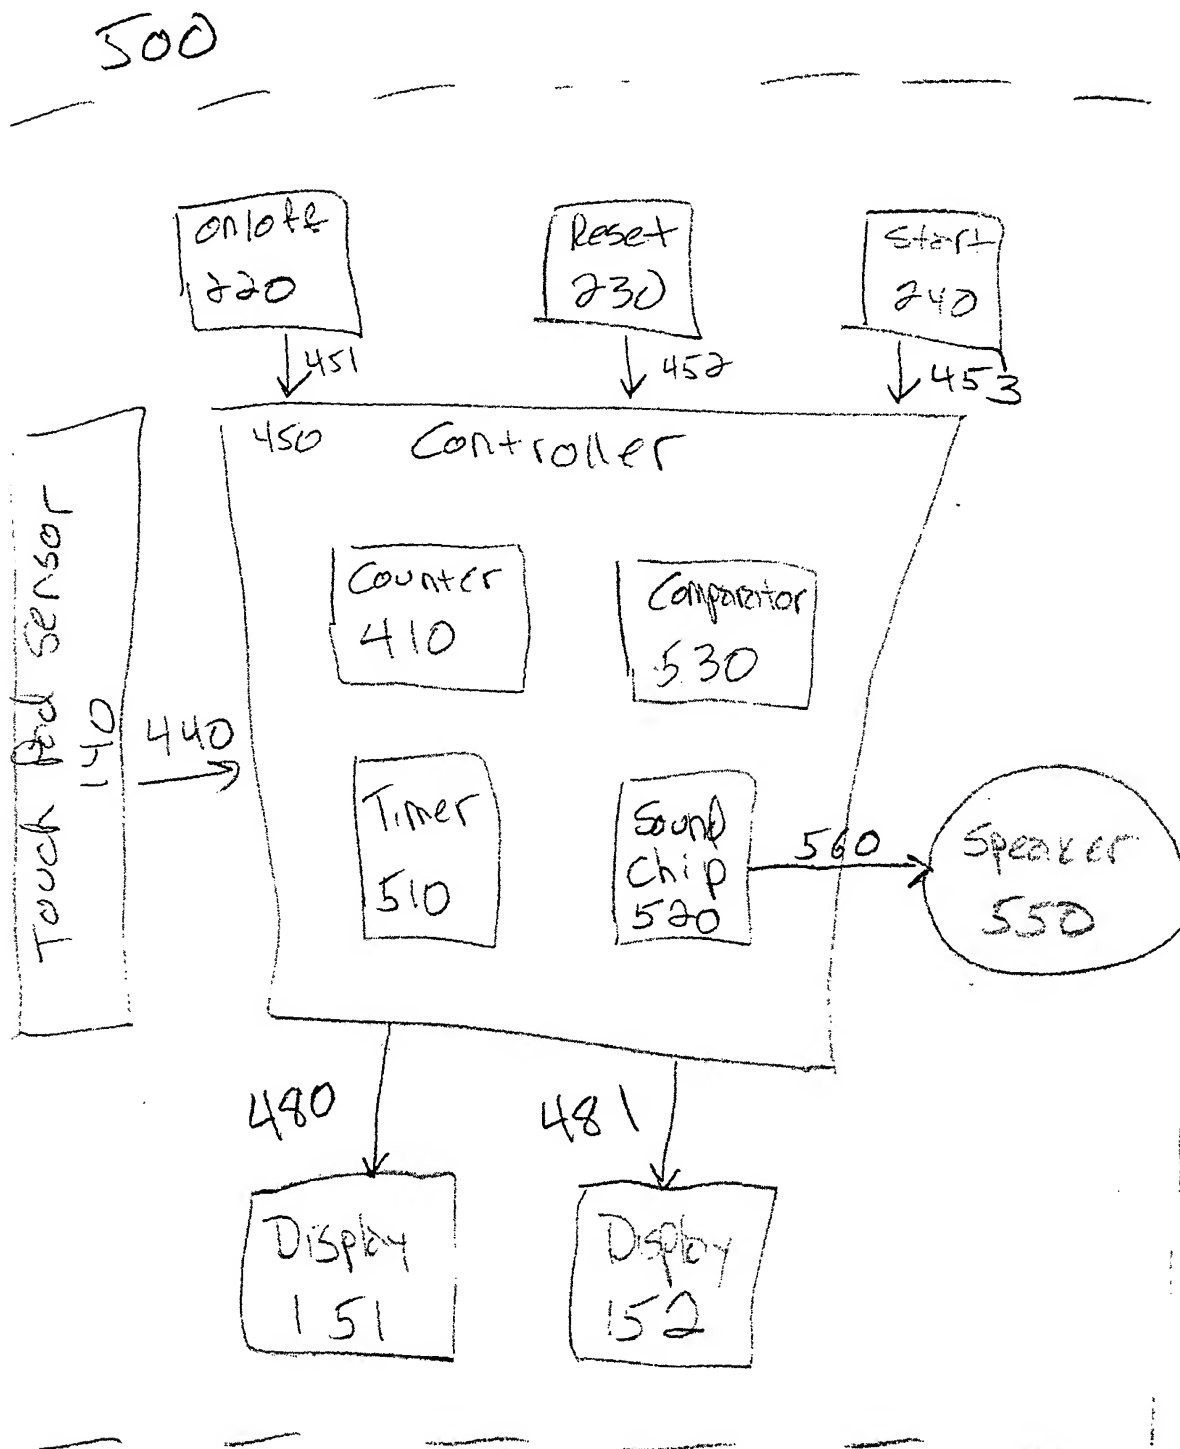 500
On/off
220
Reset
230
Start
240
451
452
453
450
Controller
Counter
410
Comparator
530
Touch Pad Sensor
140
440
Timer
510
Sound
Chip
520
560
Speaker
550
480
481
Display
151
Display
152